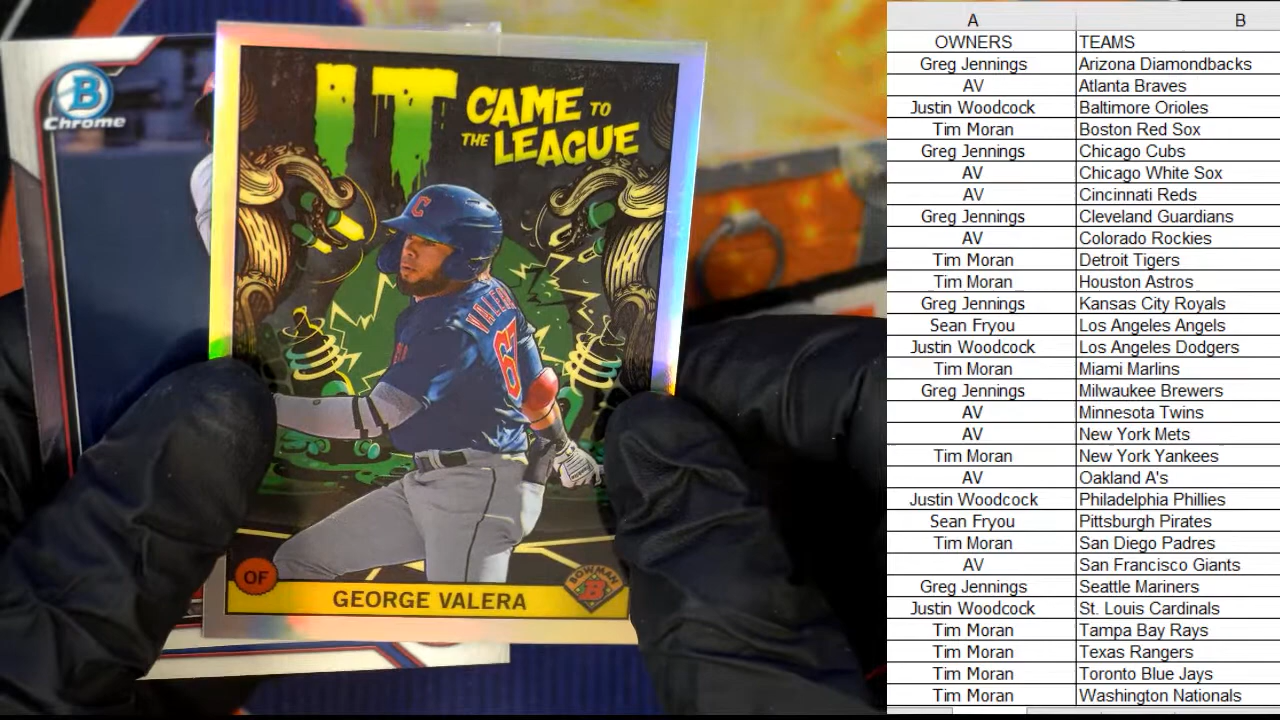 B
Chrome
IT
CAME TO
THE LEAGUE
C
VALERA
67
OF
GEORGE VALERA
BOWMAN
B
A B
OWNERS TEAMS
Greg Jennings Arizona Diamondbacks
AV Atlanta Braves
Justin Woodcock Baltimore Orioles
Tim Moran Boston Red Sox
Greg Jennings Chicago Cubs
AV Chicago White Sox
AV Cincinnati Reds
Greg Jennings Cleveland Guardians
AV Colorado Rockies
Tim Moran Detroit Tigers
Tim Moran Houston Astros
Greg Jennings Kansas City Royals
Sean Fryou Los Angeles Angels
Justin Woodcock Los Angeles Dodgers
Tim Moran Miami Marlins
Greg Jennings Milwaukee Brewers
AV Minnesota Twins
AV New York Mets
Tim Moran New York Yankees
AV Oakland A's
Justin Woodcock Philadelphia Phillies
Sean Fryou Pittsburgh Pirates
Tim Moran San Diego Padres
AV San Francisco Giants
Greg Jennings Seattle Mariners
Justin Woodcock St. Louis Cardinals
Tim Moran Tampa Bay Rays
Tim Moran Texas Rangers
Tim Moran Toronto Blue Jays
Tim Moran Washington Nationals